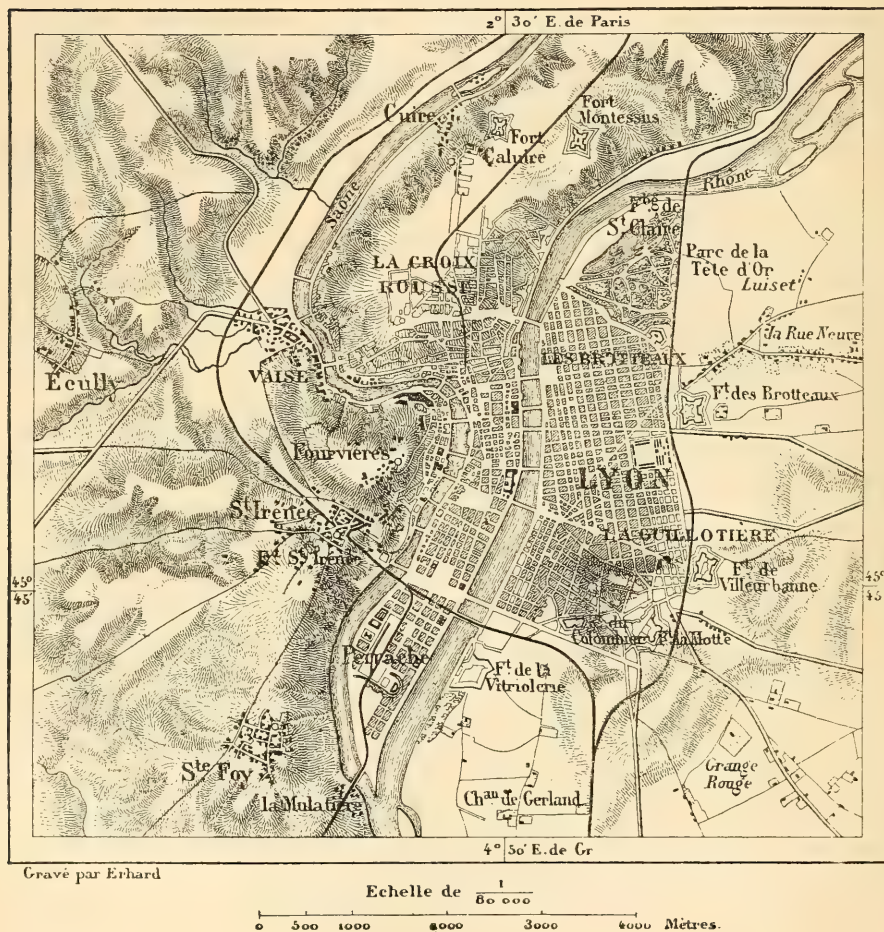 2° 30' E. de Paris
Cuire
Fort
Montessus
Fort
Caluire
Saône
Rhône
Fbg de
St Claire
LA CROIX
ROUSSE
Parc de la
Tête d'Or
Luiset
la Rue Neuve
LES BROTTEAUX
VAISE
Écully
Ft des Brotteaux
Fourvières
LYON
St Irénée
LA GUILLOTIÈRE
Ft St Irénée
Ft de
Villeurbanne
45°
45'
45°
45'
du
Colombier
Perrache
Ft de la
Vitriolerie
Ste Foy
Grange
Rouge
la Mulatière
Chau de Gerland
4° 50' E. de Gr
Gravé par Erhard
Echelle de 1/80 000
0 500 1000 2000 3000 4000 Mètres.